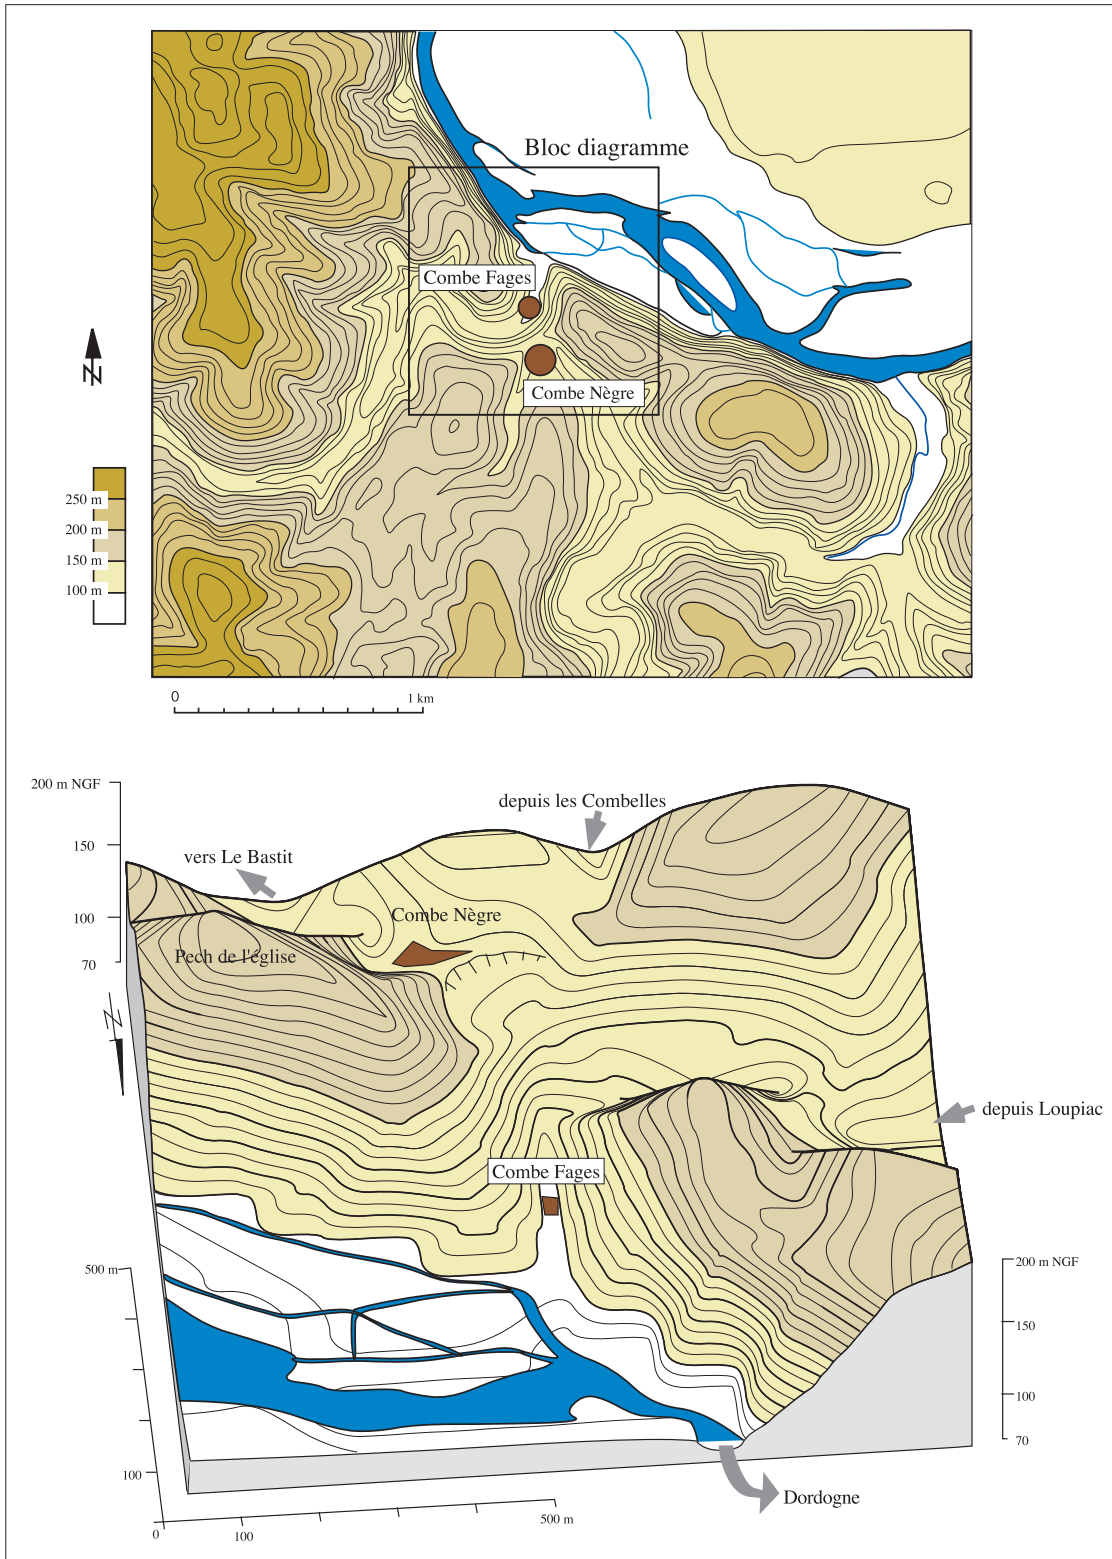 Bloc diagramme
Combe Fages
Combe Nègre
N
250 m
200 m
150 m
100 m
0
1 km
200 m NGF
depuis les Combelles
150
vers Le Bastit
Combe Nègre
100
Pech de l'église
70
N
depuis Loupiac
Combe Fages
500 m
200 m NGF
150
100
70
100
Dordogne
0
100
500 m